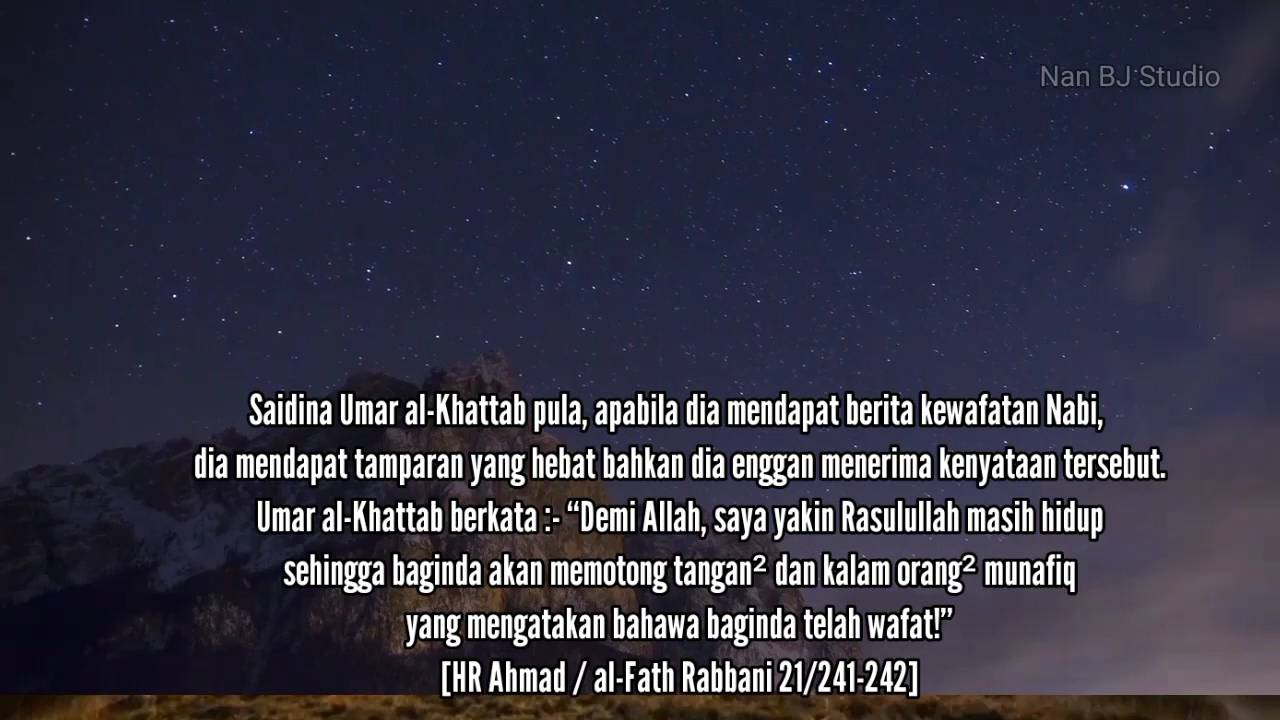 Nan BJ Studio
Saidina Umar al-Khattab pula, apabila dia mendapat berita kewafatan Nabi,
dia mendapat tamparan yang hebat bahkan dia enggan menerima kenyataan tersebut.
Umar al-Khattab berkata :- “Demi Allah, saya yakin Rasulullah masih hidup
sehingga baginda akan memotong tangan² dan kalam orang² munafiq
yang mengatakan bahawa baginda telah wafat!”
[HR Ahmad / al-Fath Rabbani 21/241-242]